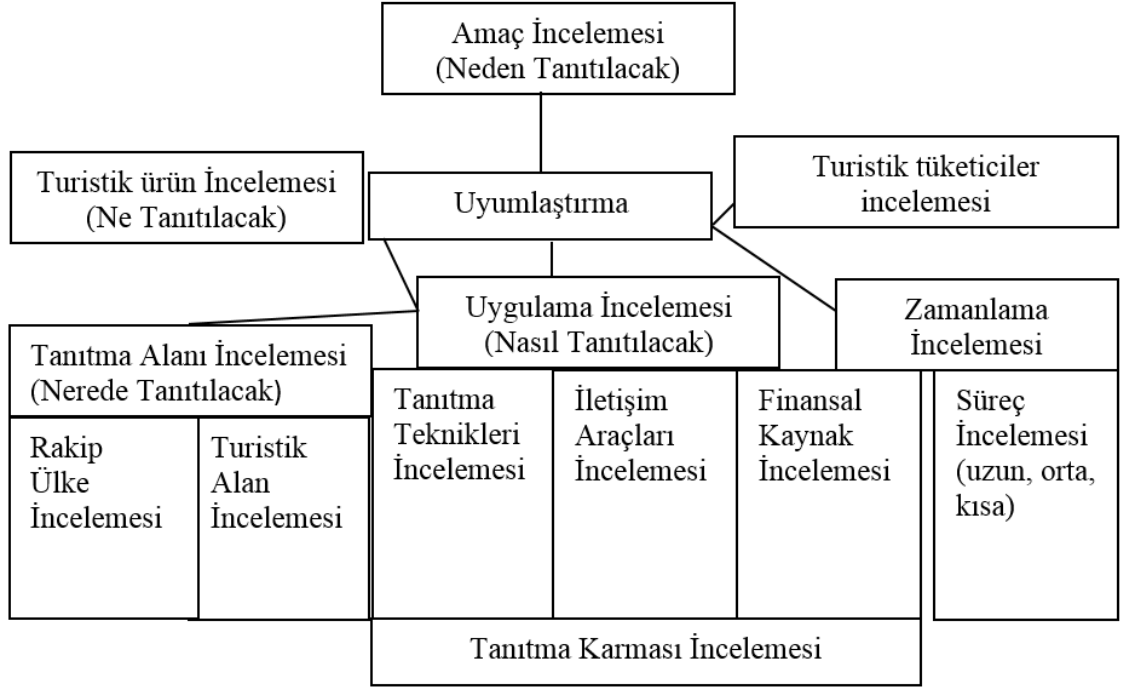 Amaç İncelemesi
(Neden Tanıtılacak)
Turistik ürün İncelemesi
(Ne Tanıtılacak)
Uyumlaştırma
Turistik tüketiciler
incelemesi
Uygulama İncelemesi
(Nasıl Tanıtılacak)
Zamanlama
İncelemesi
Tanıtma Alanı İncelemesi
(Nerede Tanıtılacak)
Rakip
Ülke
İncelemesi
Turistik
Alan
İncelemesi
Tanıtma
Teknikleri
İncelemesi
İletişim
Araçları
İncelemesi
Finansal
Kaynak
İncelemesi
Süreç
İncelemesi
(uzun, orta,
kısa)
Tanıtma Karması İncelemesi